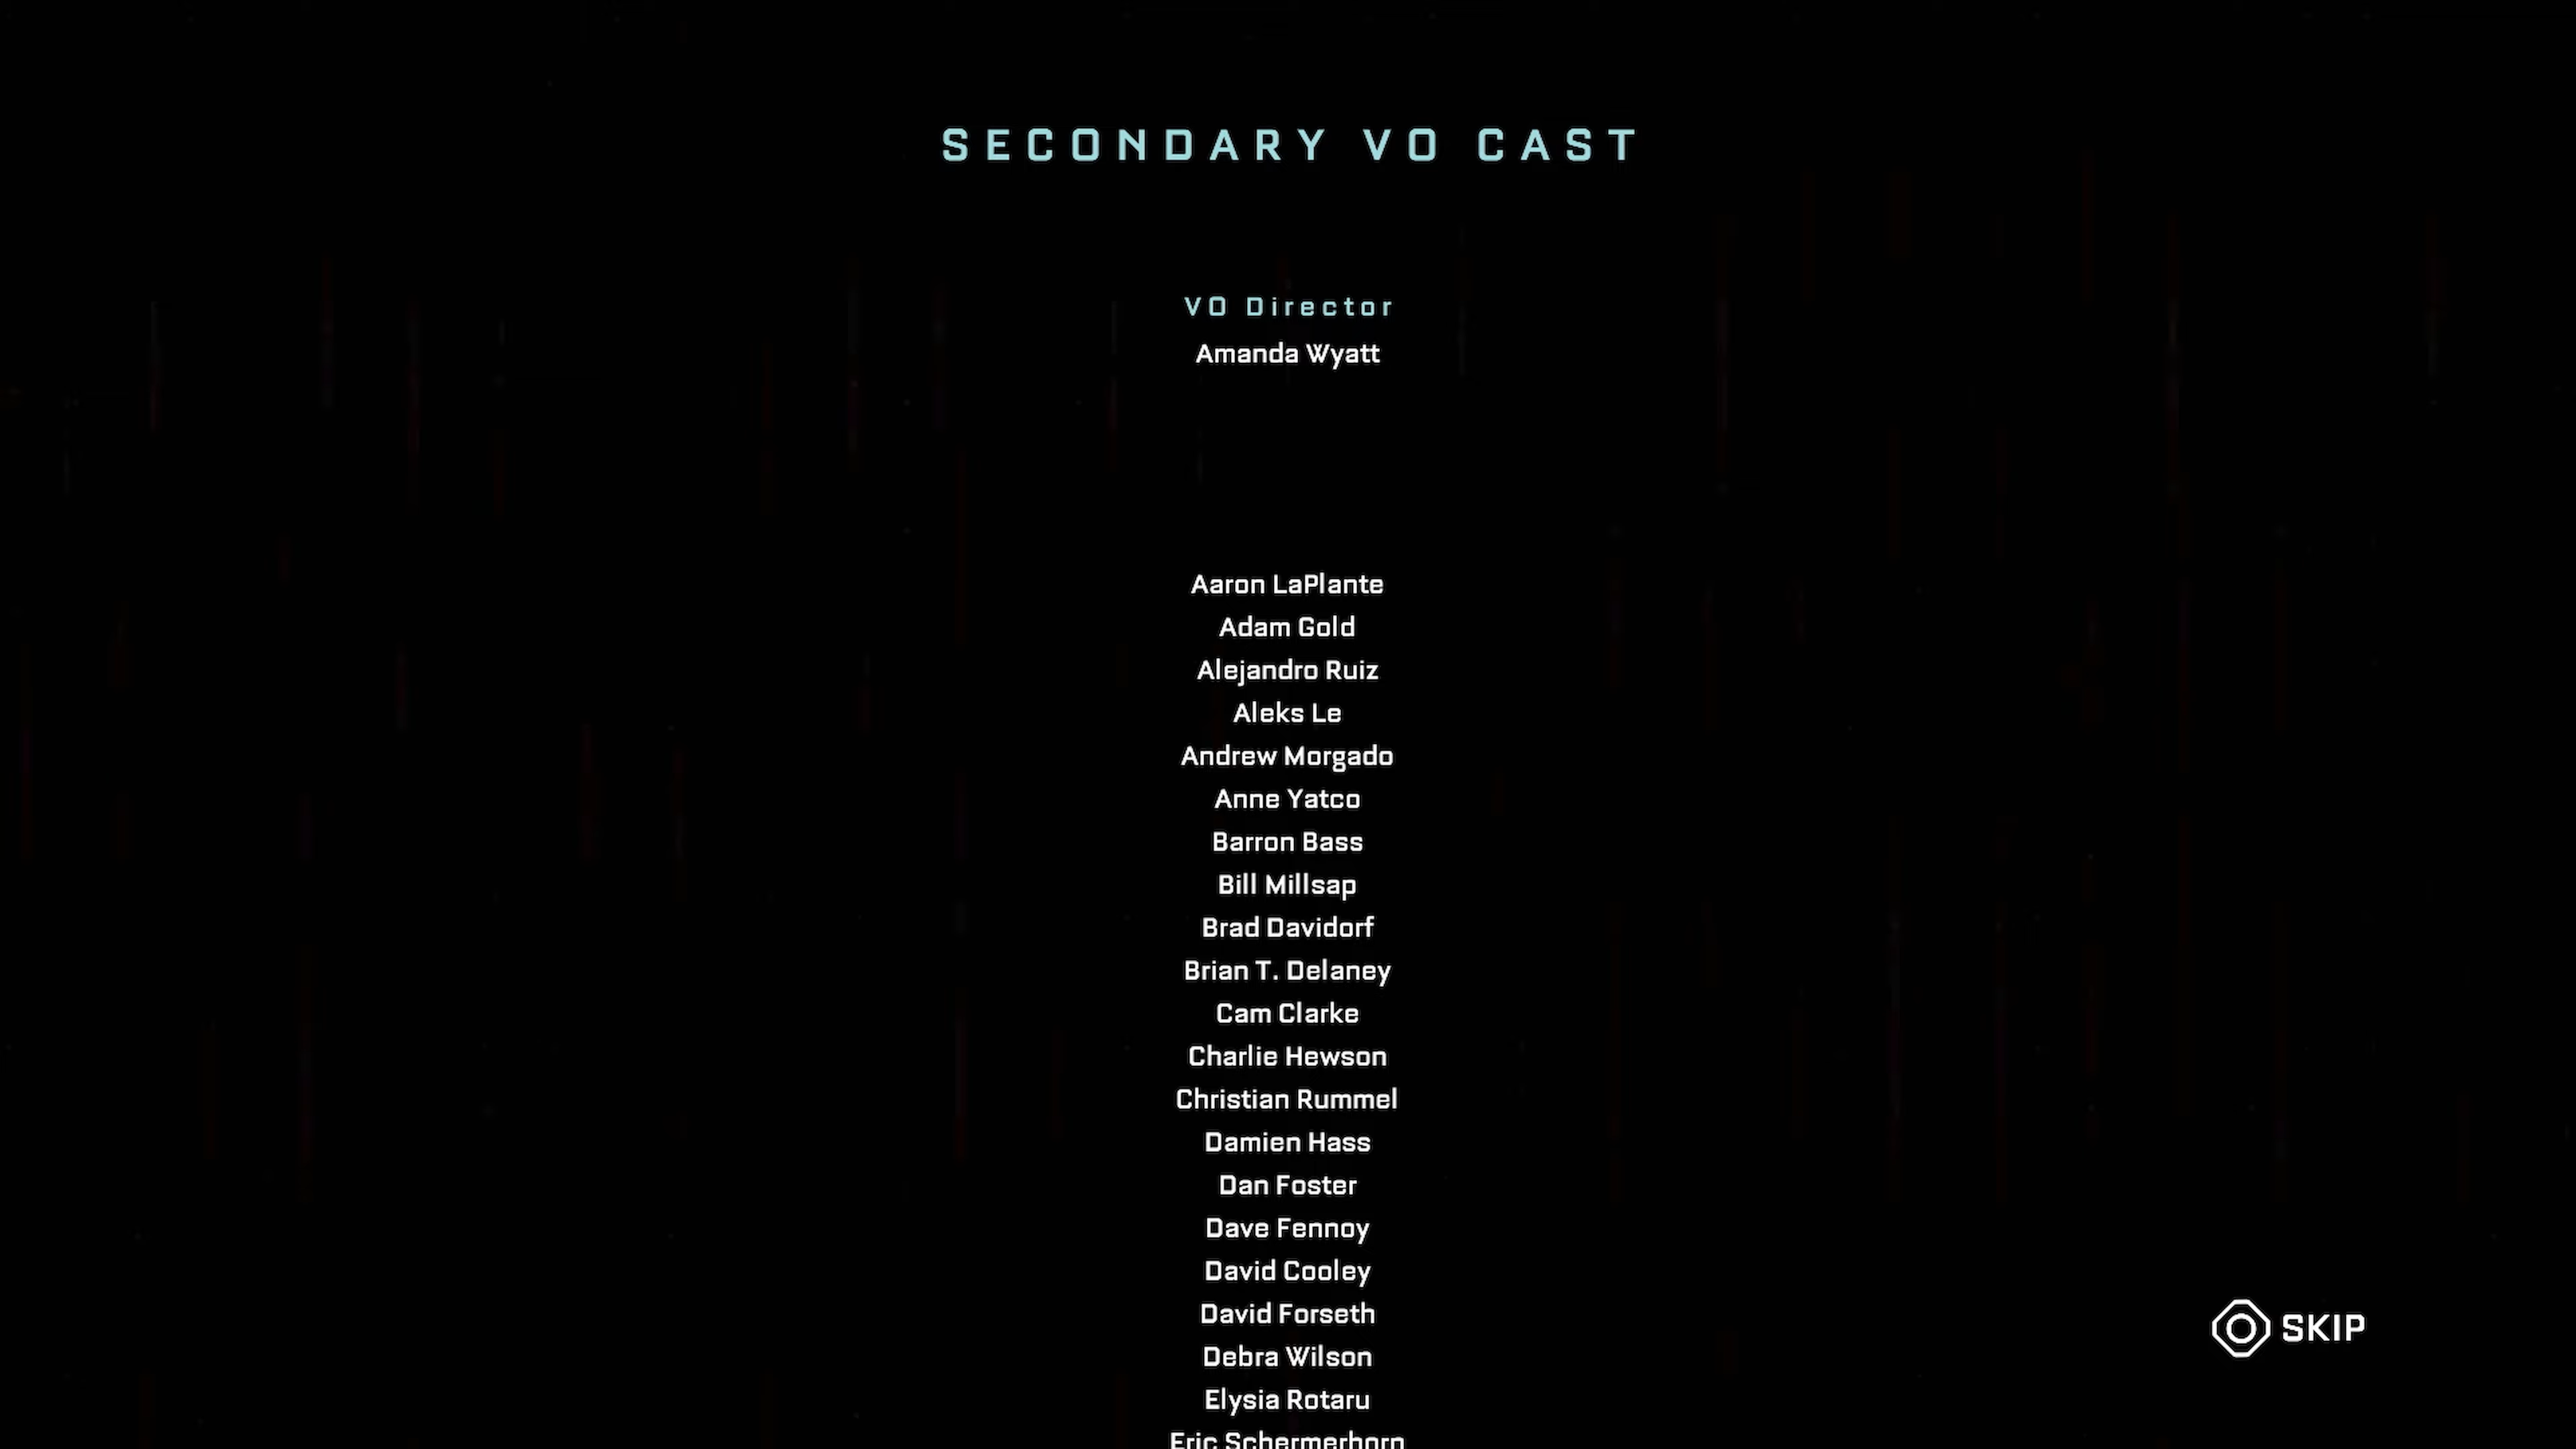 SECONDARY VO CAST
VO Director
Amanda Wyatt
Aaron LaPlante
Adam Gold
Alejandro Ruiz
Aleks Le
Andrew Morgado
Anne Yatco
Barron Bass
Bill Millsap
Brad Davidorf
Brian T. Delaney
Cam Clarke
Charlie Hewson
Christian Rummel
Damien Hass
Dan Foster
Dave Fennoy
David Cooley
David Forseth
Debra Wilson
Elysia Rotaru
Eric Schermerhorn
SKIP